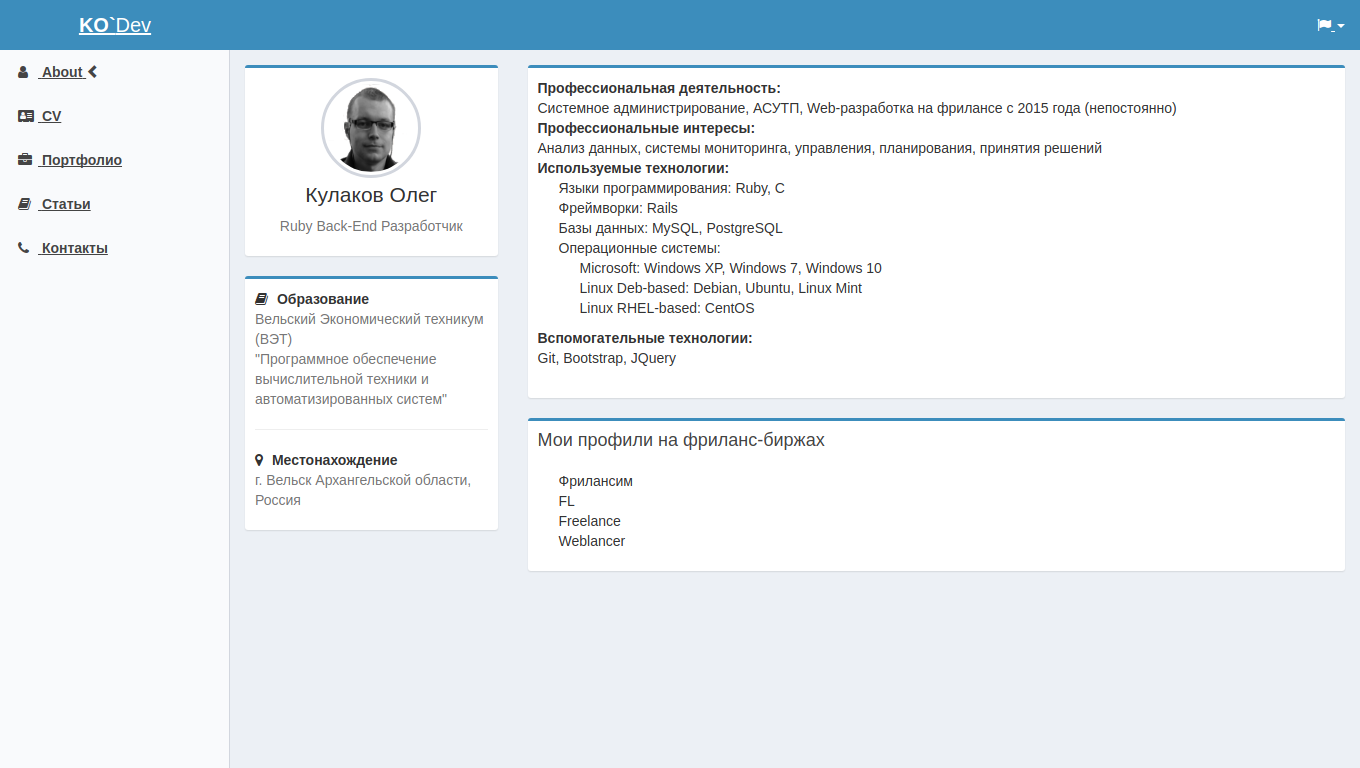 KO`Dev
About
CV
Портфолио
Статьи
Контакты
Кулаков Олег
Ruby Back-End Разработчик
Образование
Вельский Экономический техникум
(ВЭТ)
"Программное обеспечение
вычислительной техники и
автоматизированных систем"
Местонахождение
г. Вельск Архангельской области,
Россия
Профессиональная деятельность:
Системное администрирование, АСУТП, Web-разработка на фрилансе с 2015 года (непостоянно)
Профессиональные интересы:
Анализ данных, системы мониторинга, управления, планирования, принятия решений
Используемые технологии:
Языки программирования: Ruby, C
Фреймворки: Rails
Базы данных: MySQL, PostgreSQL
Операционные системы:
Microsoft: Windows XP, Windows 7, Windows 10
Linux Deb-based: Debian, Ubuntu, Linux Mint
Linux RHEL-based: CentOS
Вспомогательные технологии:
Git, Bootstrap, JQuery
Мои профили на фриланс-биржах
Фрилансим
FL
Freelance
Weblancer